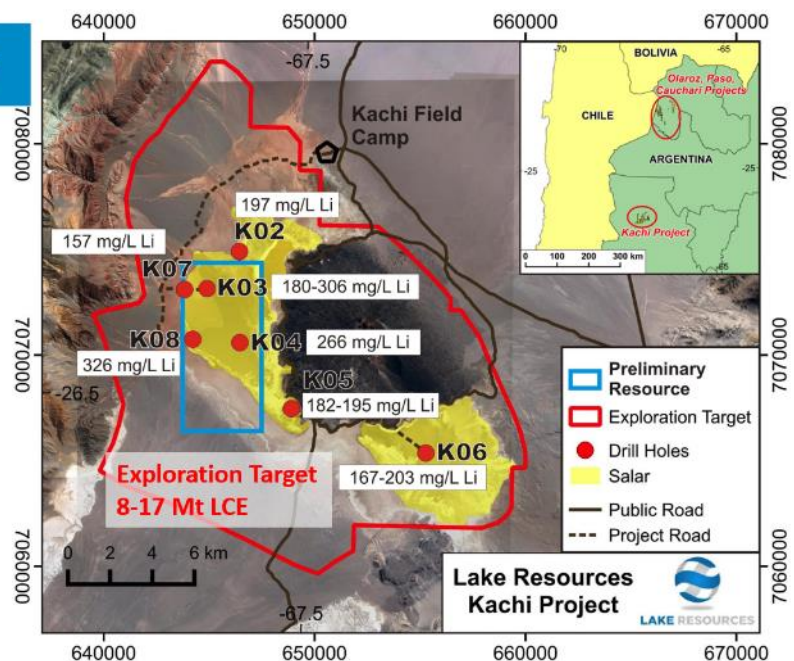 640000
650000
660000
670000
-67.5
7080000
7080000
Kachi Field
Camp
197 mg/L Li
157 mg/L Li
K02
K07
K03
180-306 mg/L Li
7070000
7070000
K08
K04
266 mg/L Li
326 mg/L Li
K05
182-195 mg/L Li
-26.5
K06
167-203 mg/L Li
Exploration Target
8-17 Mt LCE
0 2 4 6 km
7060000
7060000
-67.5
640000
650000
660000
670000
-70
-65
BOLIVIA
Olaroz, Paso,
Cauchari Projects
CHILE
-25
-25
ARGENTINA
Kachi Project
0 100 200 300 km
-65
Preliminary
Resource
Exploration Target
Drill Holes
Salar
Public Road
Project Road
Lake Resources
Kachi Project
LAKE RESOURCES